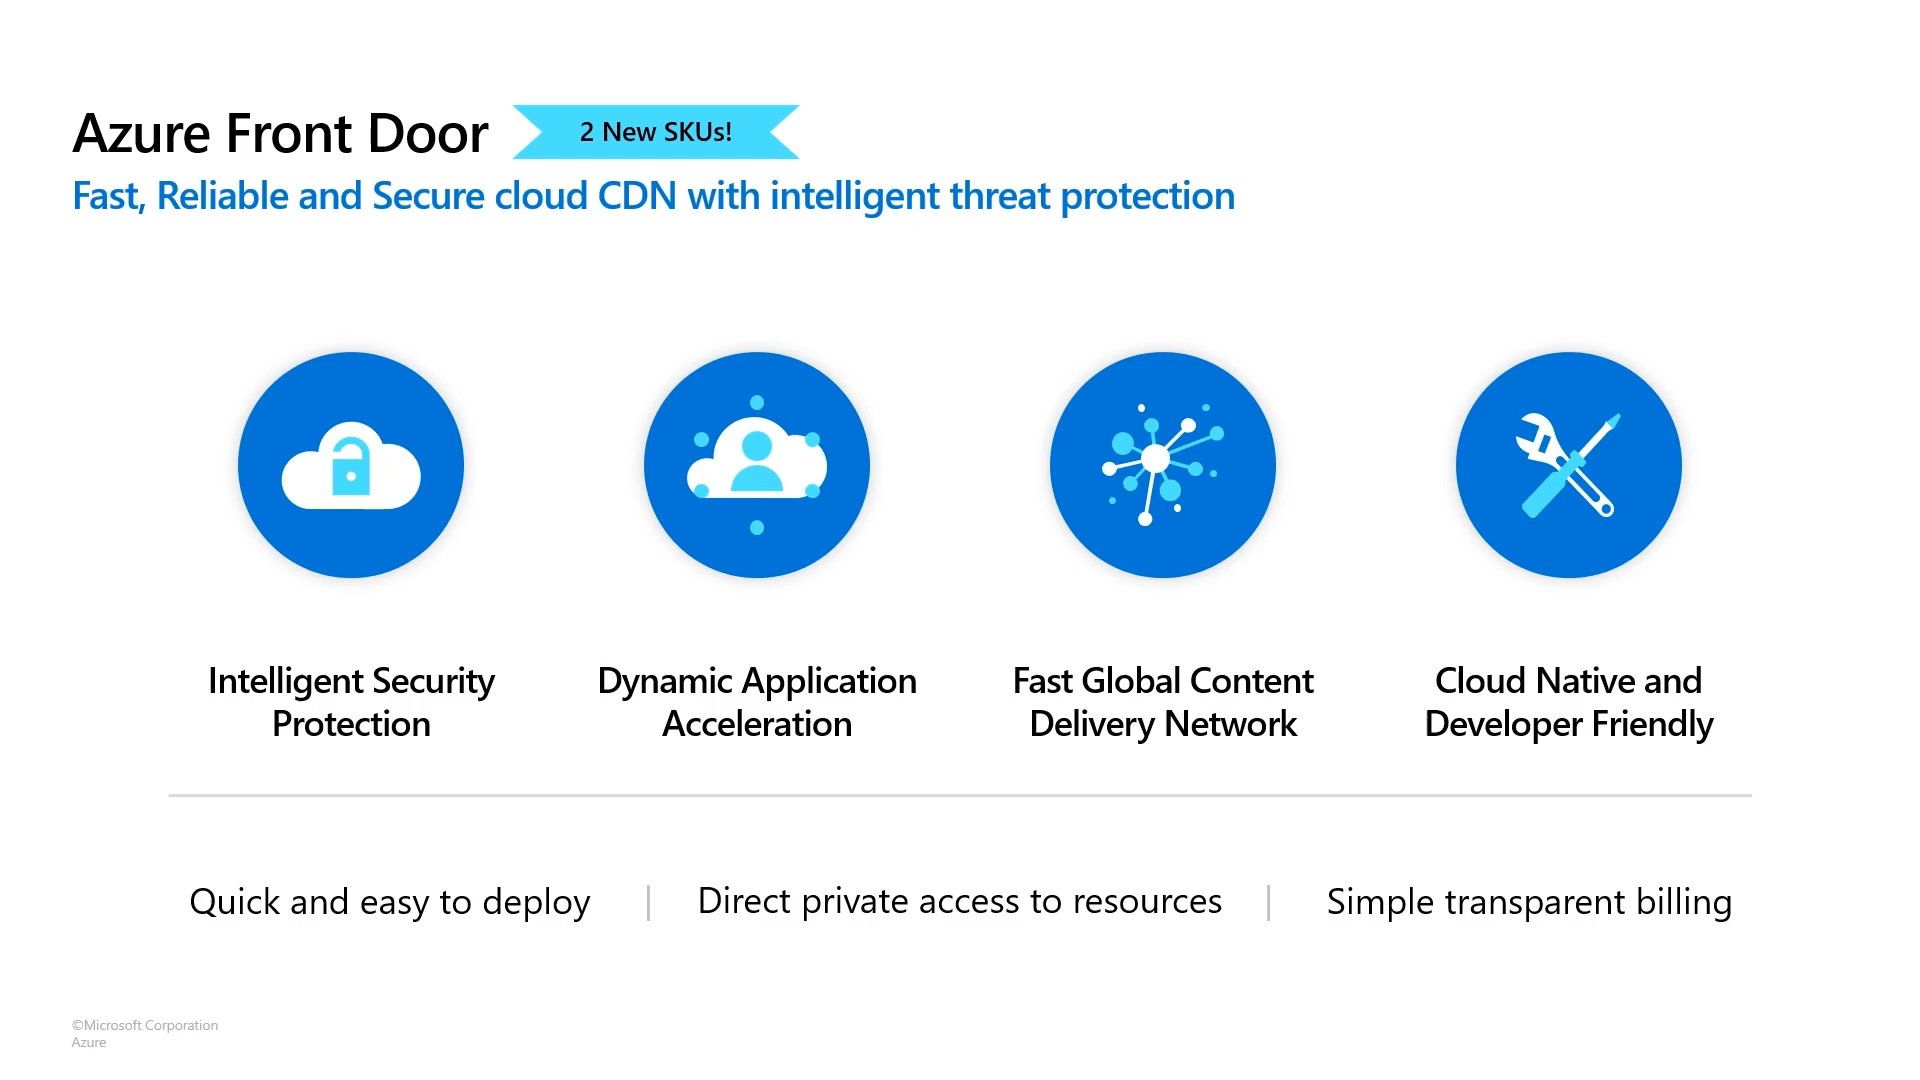 Azure Front Door
2 New SKUs!
Fast, Reliable and Secure cloud CDN with intelligent threat protection
Intelligent Security
Protection
Dynamic Application
Acceleration
Fast Global Content
Delivery Network
Cloud Native and
Developer Friendly
Quick and easy to deploy
Direct private access to resources
Simple transparent billing
©Microsoft Corporation
Azure